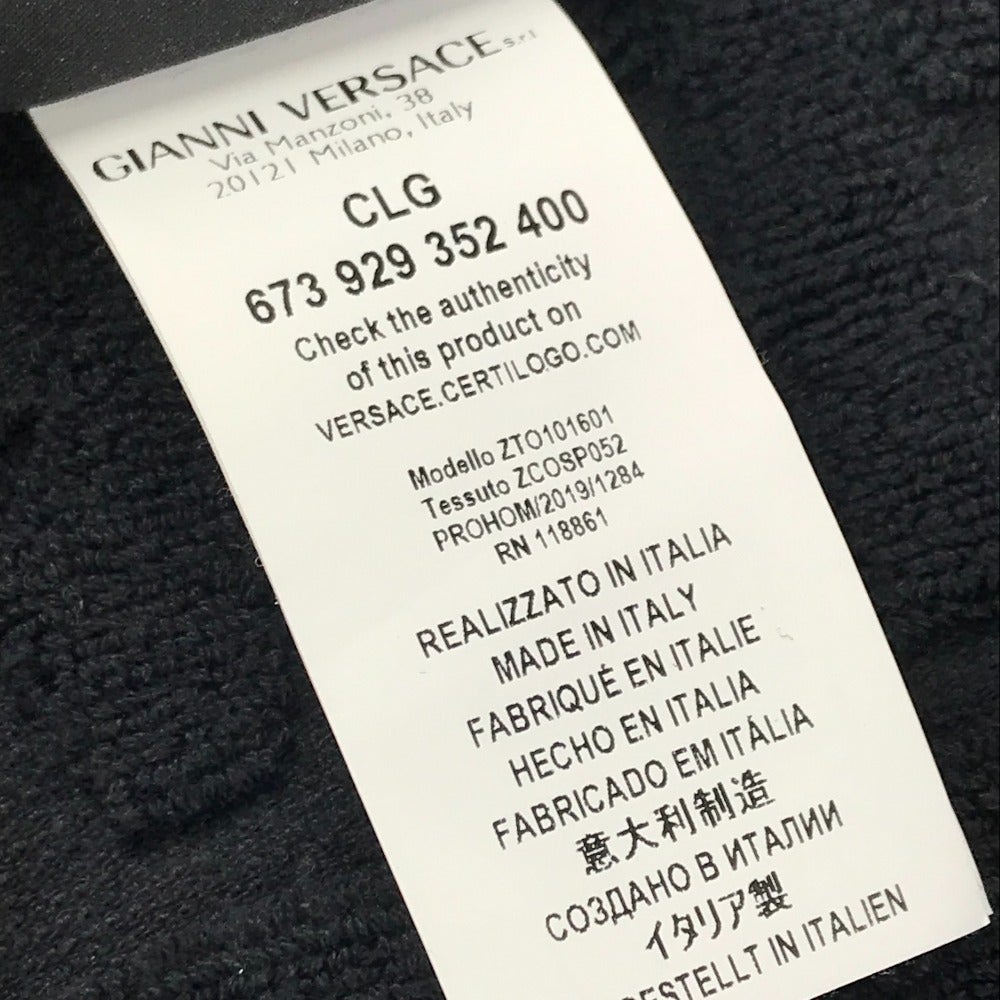 GIANNI VERSACE s.r.l
Via Manzoni, 38
20121 Milano, Italy
CLG
673 929 352 400
Check the authenticity
of this product on
VERSACE.CERTILOGO.COM
Modello ZTO101601
Tessuto ZCOSP052
PROHOM/2019/1284
RN 118861
REALIZZATO IN ITALIA
MADE IN ITALY
FABRIQUÉ EN ITALIE
HECHO EN ITALIA
FABRICADO EM ITÁLIA
意大利制造
СОЗДАНО В ИТАЛИИ
イタリア製
IN ITALIEN